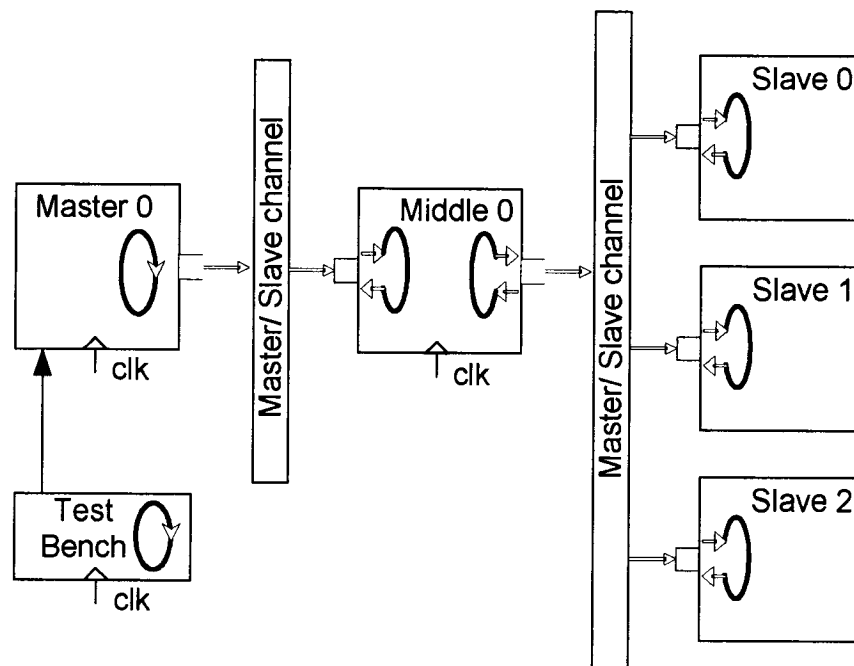 Master 0
clk
Test
Bench
clk
Master/ Slave channel
Middle 0
clk
Master/ Slave channel
Slave 0
Slave 1
Slave 2